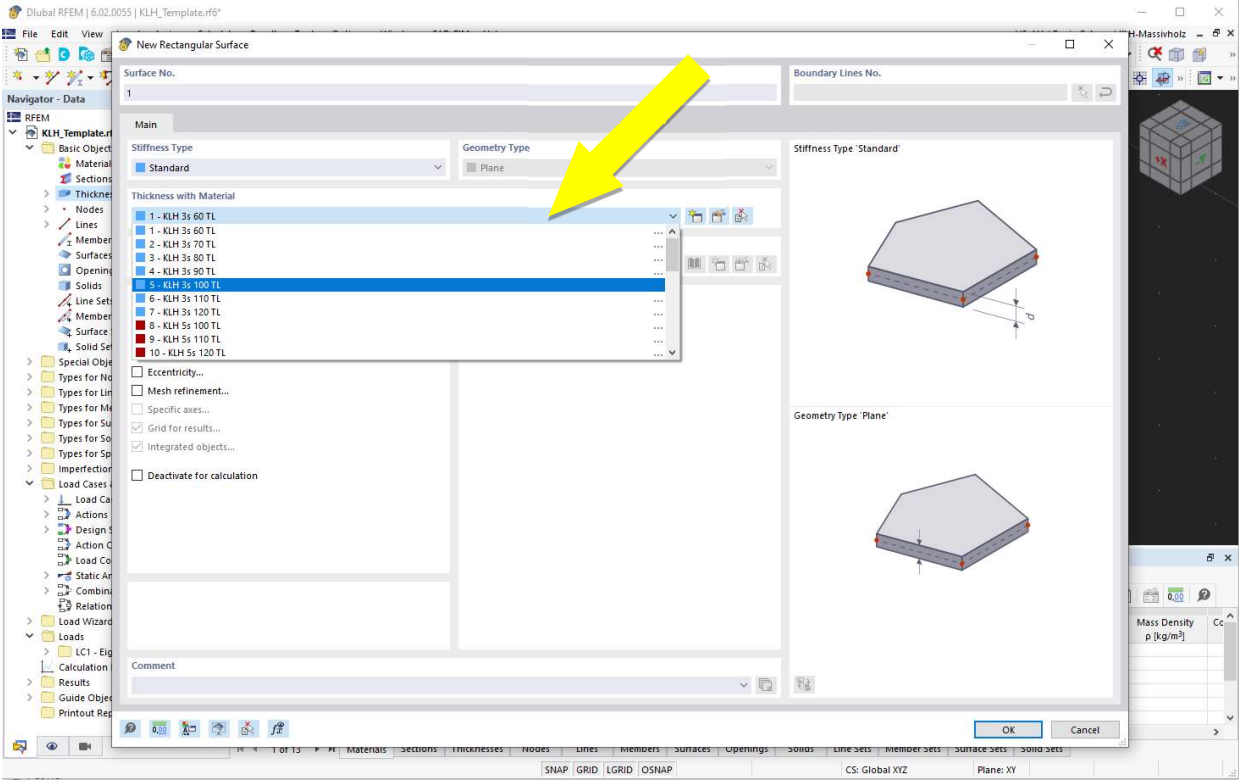 Dlubal RFEM | 6.02.0055 | KLH_Template.rf6*
File Edit View
H-Massivholz
New Rectangular Surface
Navigator - Data
RFEM
KLH_Template.rf
Basic Object
Material
Sections
Thicknes
Nodes
Lines
Member
Surfaces
Opening
Solids
Line Set
Member
Surface
Solid Se
Special Obje
Types for No
Types for Lin
Types for Me
Types for Su
Types for So
Types for Sp
Imperfection
Load Cases
Load Ca
Actions
Design S
Action C
Load Co
Static Ar
Combina
Relation
Load Wizard
Loads
LC1 - Eig
Calculation
Results
Guide Objec
Printout Rep
Surface No.
1
Boundary Lines No.
Main
Stiffness Type
Standard
Geometry Type
Plane
Thickness with Material
1 - KLH 3s 60 TL
1 - KLH 3s 60 TL ...
2 - KLH 3s 70 TL ...
3 - KLH 3s 80 TL ...
4 - KLH 3s 90 TL ...
5 - KLH 3s 100 TL
6 - KLH 3s 110 TL ...
7 - KLH 3s 120 TL ...
8 - KLH 5s 100 TL ...
9 - KLH 5s 110 TL ...
10 - KLH 5s 120 TL ...
Eccentricity...
Mesh refinement...
Specific axes...
Grid for results...
Integrated objects...
Deactivate for calculation
Comment
Stiffness Type 'Standard'
d
Geometry Type 'Plane'
OK Cancel
Mass Density
ρ [kg/m³]
1 of 13 Materials Sections Thicknesses Nodes Lines Members Surfaces Openings Solids Line Sets Member Sets Surface Sets Solid Sets
SNAP GRID LGRID OSNAP CS: Global XYZ Plane: XY